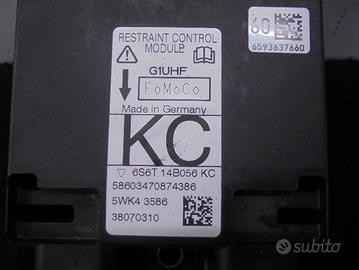 RESTRAINT CONTROL
MODULE
G1UHF
FoMoCo
Made in Germany
KC
6S6T 14B056 KC
58603470874386
5WK4 3586
38070310
60
6593637660
subito